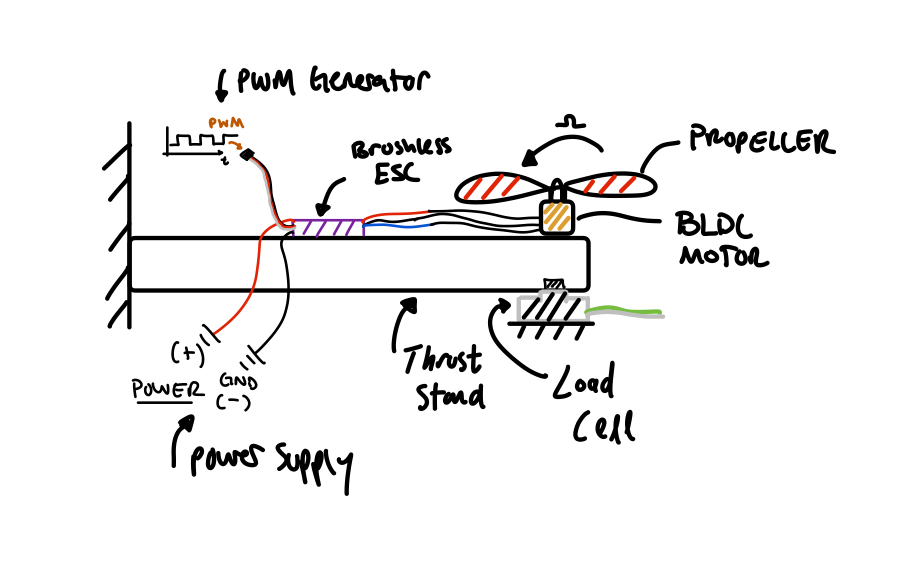 PWM Generator
PWM
t
Brushless
ESC
Ω
PROPELLER
BLDC
MOTOR
(+)
POWER
GND
(-)
Power Supply
Thrust
Stand
Load
Cell